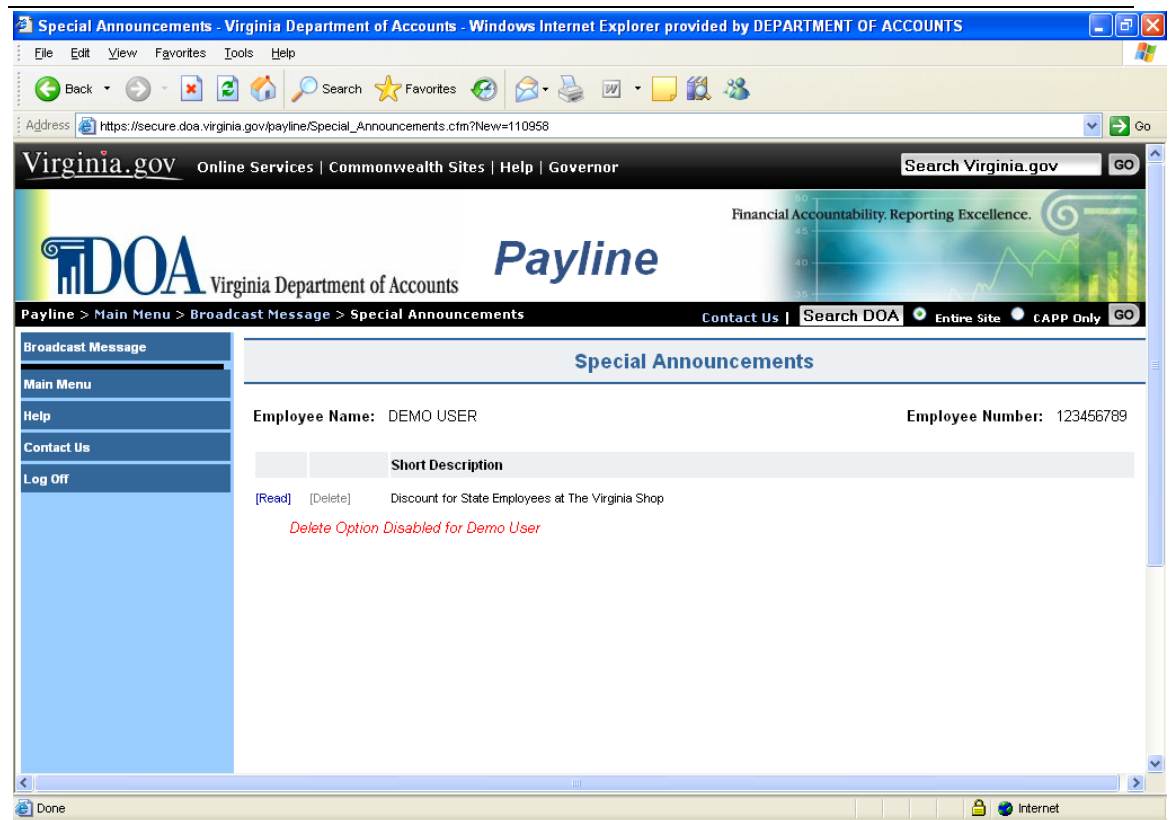 Special Announcements - Virginia Department of Accounts - Windows Internet Explorer provided by DEPARTMENT OF ACCOUNTS
File Edit View Favorites Tools Help
Back Search Favorites
Address https://secure.doa.virginia.gov/payline/Special_Announcements.cfm?New=110958 Go
Virginia.gov Online Services | Commonwealth Sites | Help | Governor Search Virginia.gov GO
Financial Accountability. Reporting Excellence.
50
45
40
35
DOA Virginia Department of Accounts Payline
Payline > Main Menu > Broadcast Message > Special Announcements Contact Us | Search DOA Entire Site CAPP Only GO
Broadcast Message
Special Announcements
Main Menu
Help
Employee Name: DEMO USER Employee Number: 123456789
Contact Us
Short Description
Log Off
[Read] [Delete] Discount for State Employees at The Virginia Shop
Delete Option Disabled for Demo User
Done Internet